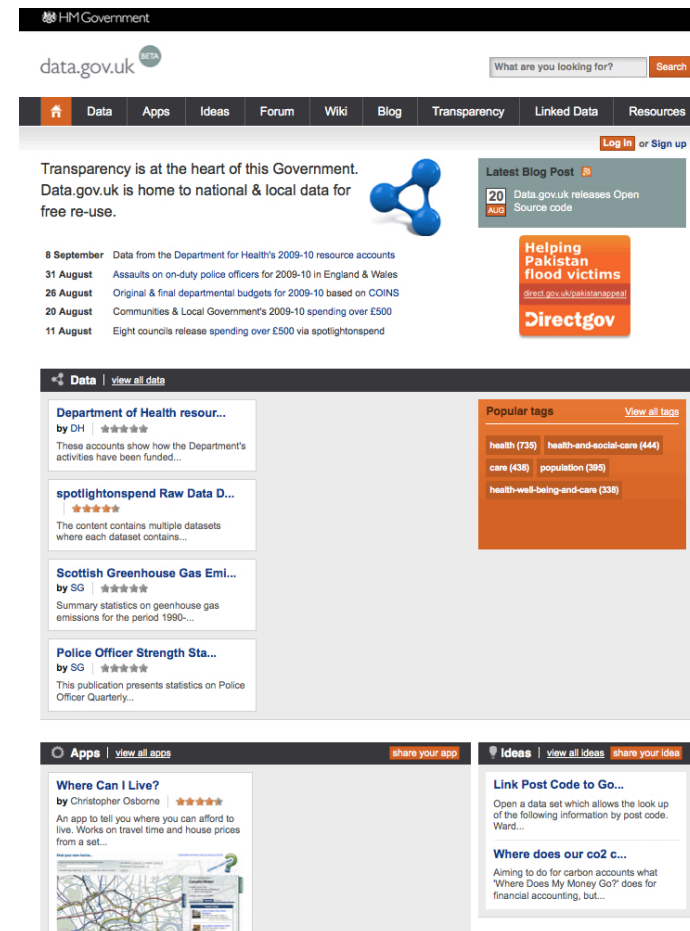 HM Government
data.gov.uk BETA
What are you looking for? Search
Data Apps Ideas Forum Wiki Blog Transparency Linked Data Resources
Log in or Sign up
Transparency is at the heart of this Government.
Data.gov.uk is home to national & local data for
free re-use.
8 September Data from the Department for Health's 2009-10 resource accounts
31 August Assaults on on-duty police officers for 2009-10 in England & Wales
26 August Original & final departmental budgets for 2009-10 based on COINS
20 August Communities & Local Government's 2009-10 spending over £500
11 August Eight councils release spending over £500 via spotlightonspend
Latest Blog Post
20 AUG
Data.gov.uk releases Open
Source code
Helping
Pakistan
flood victims
direct.gov.uk/pakistanappeal
Directgov
Data | view all data
Department of Health resour...
by DH
These accounts show how the Department's
activities have been funded...
spotlightonspend Raw Data D...
The content contains multiple datasets
where each dataset contains...
Scottish Greenhouse Gas Emi...
by SG
Summary statistics on geenhouse gas
emissions for the period 1990-...
Police Officer Strength Sta...
by SG
This publication presents statistics on Police
Officer Quarterly...
Popular tags View all tags
health (735) health-and-social-care (444)
care (438) population (395)
health-well-being-and-care (338)
Apps | view all apps share your app
Where Can I Live?
by Christopher Osborne
An app to tell you where you can afford to
live. Works on travel time and house prices
from a set...
Ideas | view all ideas share your idea
Link Post Code to Go...
Open a data set which allows the look up
of the following information by post code.
Ward...
Where does our co2 c...
Aiming to do for carbon accounts what
'Where Does My Money Go?' does for
financial accounting, but...